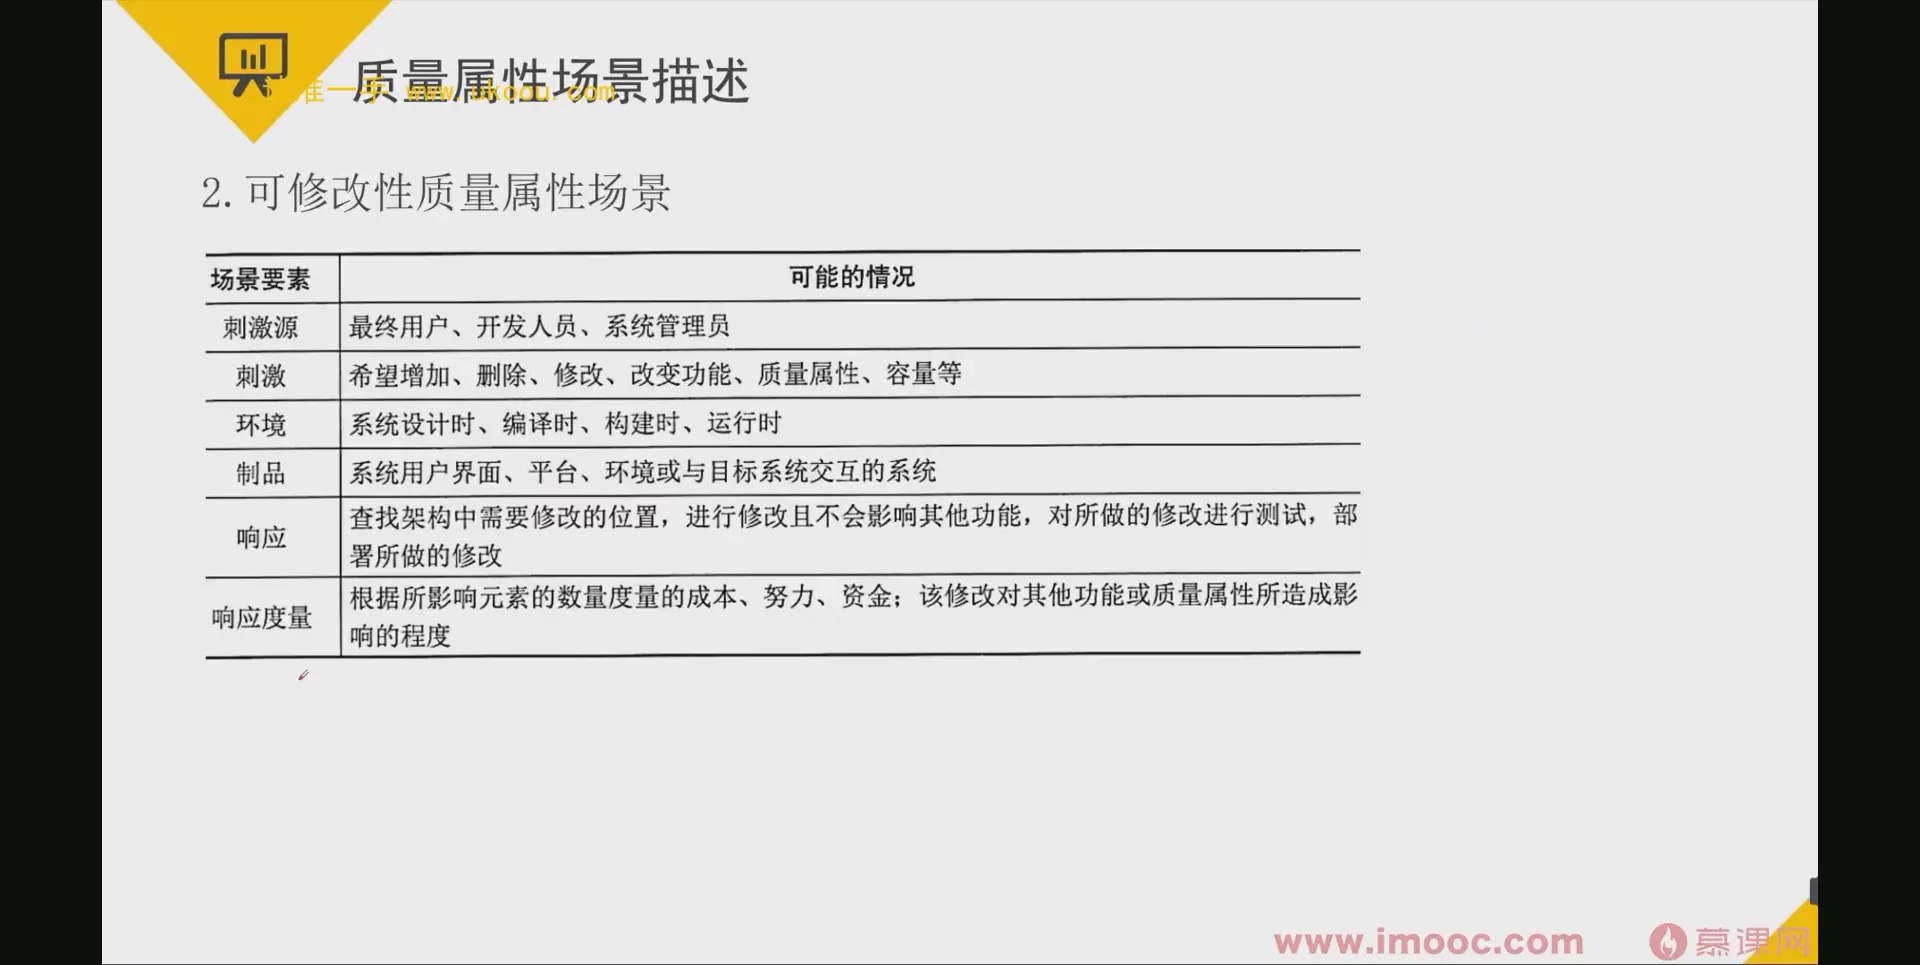 质量属性场景描述
www.ukoou.com
2.可修改性质量属性场景
场景要素 可能的情况
刺激源 最终用户、开发人员、系统管理员
刺激 希望增加、删除、修改、改变功能、质量属性、容量等
环境 系统设计时、编译时、构建时、运行时
制品 系统用户界面、平台、环境或与目标系统交互的系统
响应 查找架构中需要修改的位置，进行修改且不会影响其他功能，对所做的修改进行测试，部
署所做的修改
响应度量 根据所影响元素的数量度量的成本、努力、资金；该修改对其他功能或质量属性所造成影
响的程度
www.imooc.com 慕课网